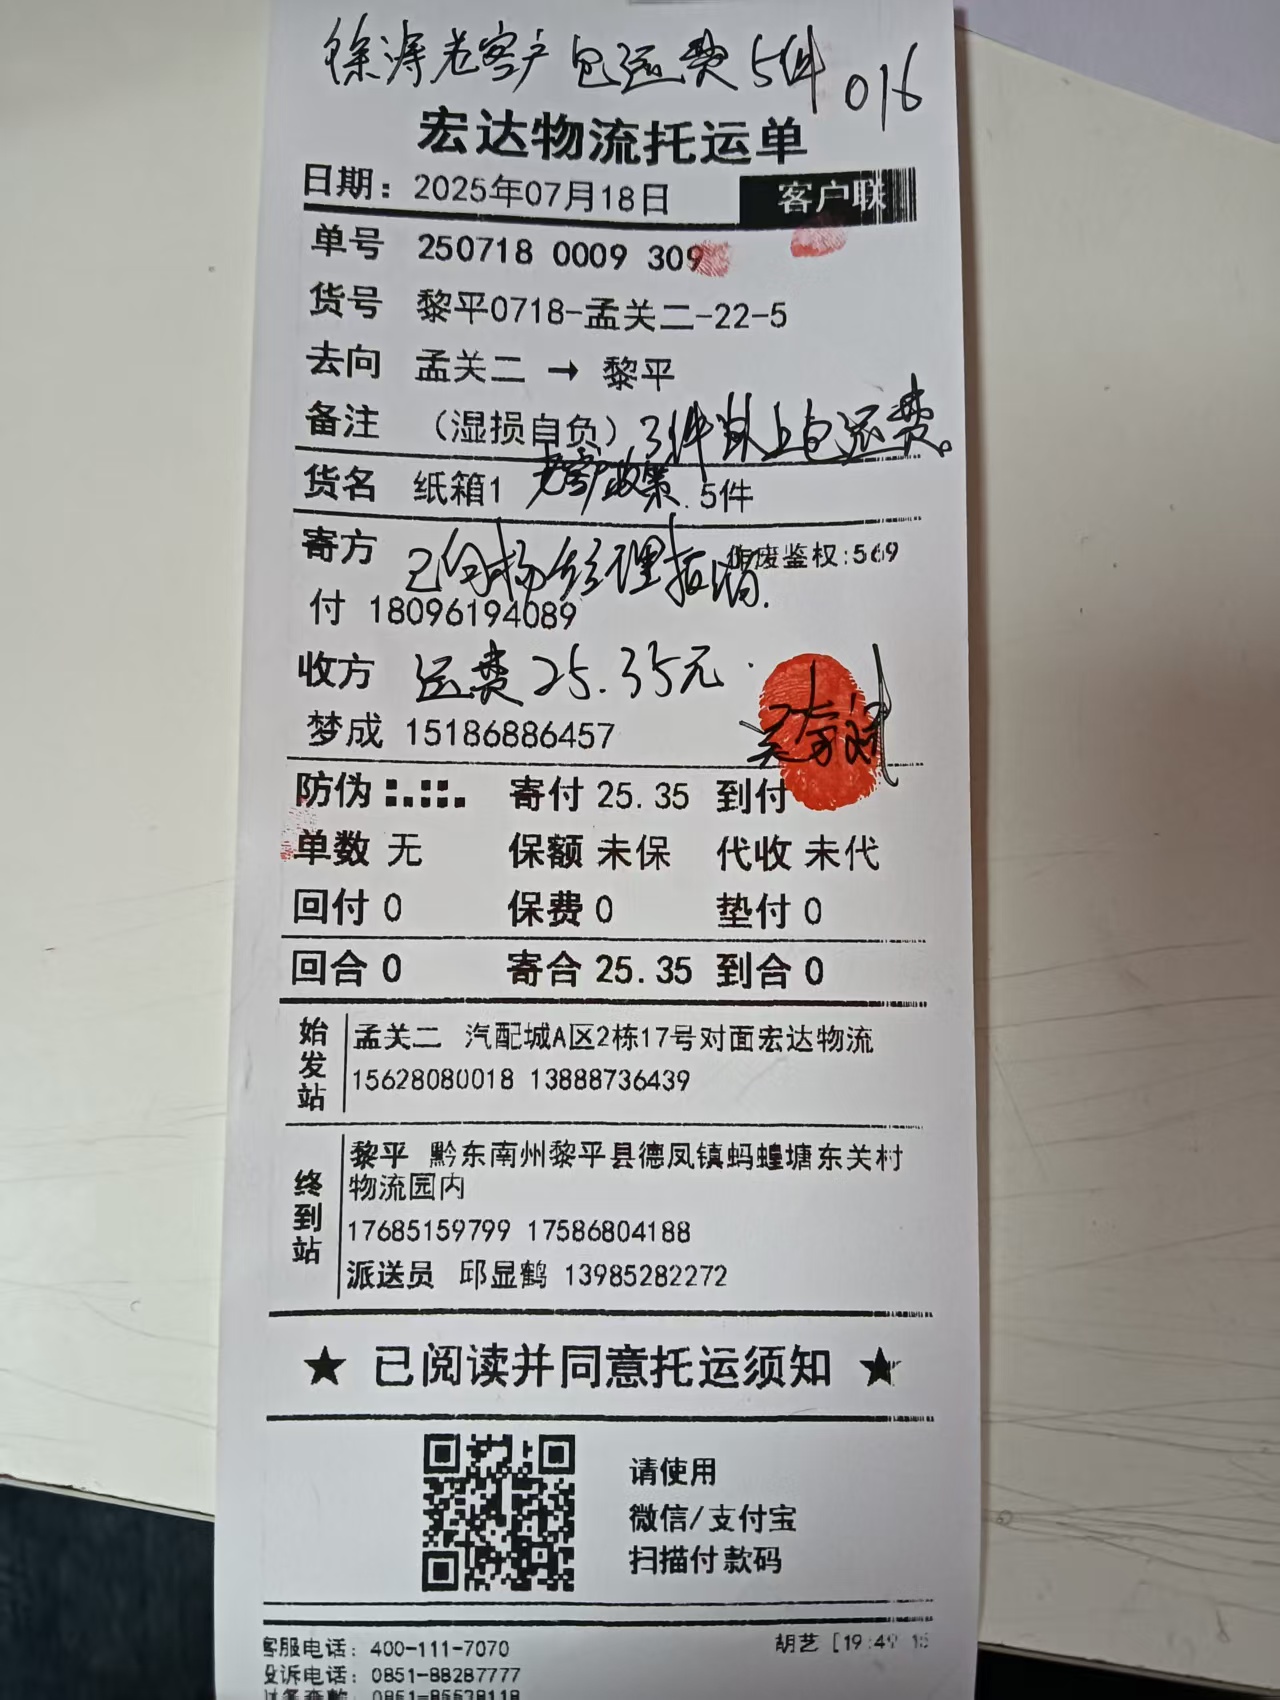 徐涛老客户包运费5件 016
宏达物流托运单
日期：2025年07月18日 客户联
单号 250718 0009 309
货号 黎平0718-孟关二-22-5
去向 孟关二 → 黎平
备注 （湿损自负）3件以上包运费。
货名 纸箱1 老客户政策 5件
寄方 已向杨经理报销. 作废鉴权:569
付 18096194089
收方 运费25.35元
梦成 15186886457
防伪 寄付 25.35 到付
单数 无 保额 未保 代收 未代
回付 0 保费 0 垫付 0
回合 0 寄合 25.35 到合 0
始发站 孟关二 汽配城A区2栋17号对面宏达物流
15628080018 13888736439
终到站 黎平 黔东南州黎平县德凤镇蚂蝗塘东关村
物流园内
17685159799 17586804188
派送员 邱显鹤 13985282272
★ 已阅读并同意托运须知 ★
请使用
微信/支付宝
扫描付款码
客服电话：400-111-7070 胡艺 [19:49
投诉电话：0851-88287777